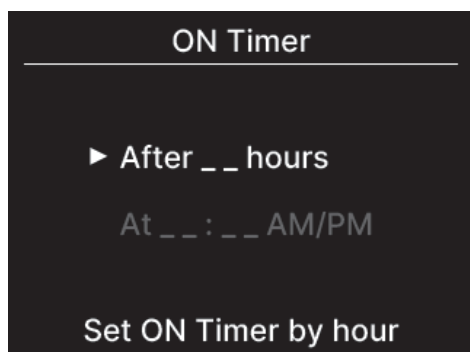 ON Timer
▶ After _ _ hours
At _ _ : _ _ AM/PM
Set ON Timer by hour